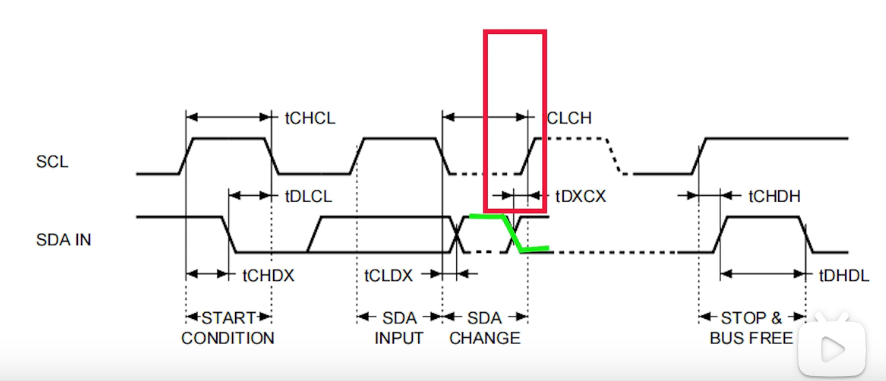 tCHCL
CLCH
SCL
tDLCL
tDXCX
tCHDH
SDA IN
tCHDX
tCLDX
tDHDL
START
CONDITION
SDA
INPUT
SDA
CHANGE
STOP &
BUS FREE